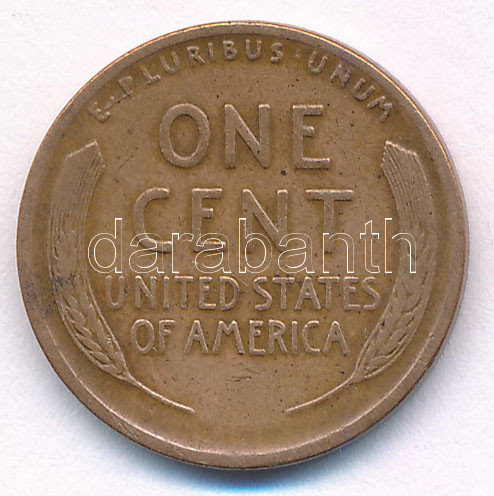 E · PLURIBUS · UNUM
ONE
CENT
darabanth
UNITED STATES
OF AMERICA